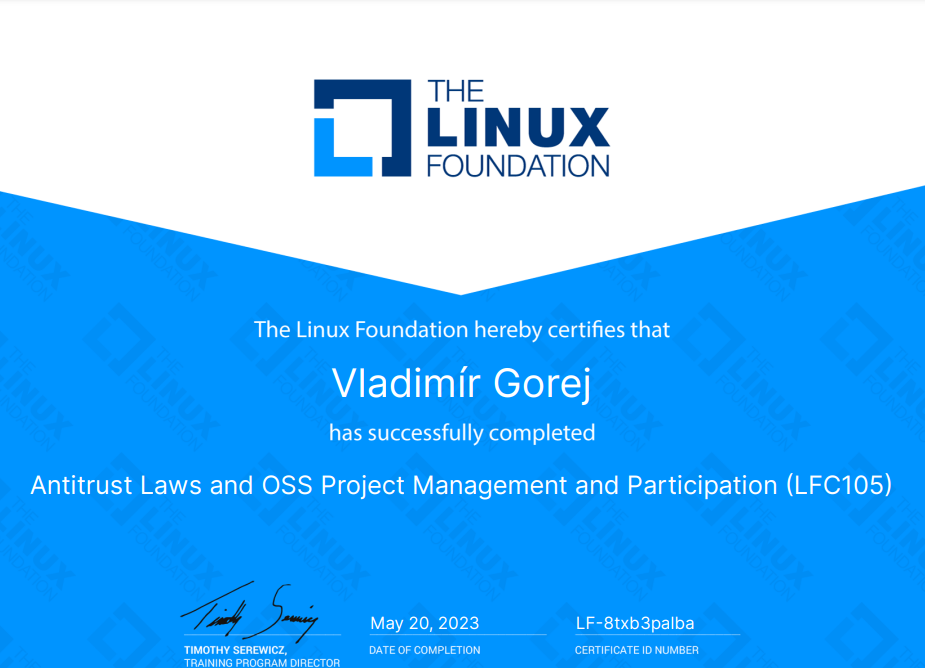 THE
LINUX
FOUNDATION
The Linux Foundation hereby certifies that
Vladimír Gorej
has successfully completed
Antitrust Laws and OSS Project Management and Participation (LFC105)
May 20, 2023
LF-8txb3palba
TIMOTHY SEREWICZ,
TRAINING PROGRAM DIRECTOR
DATE OF COMPLETION
CERTIFICATE ID NUMBER